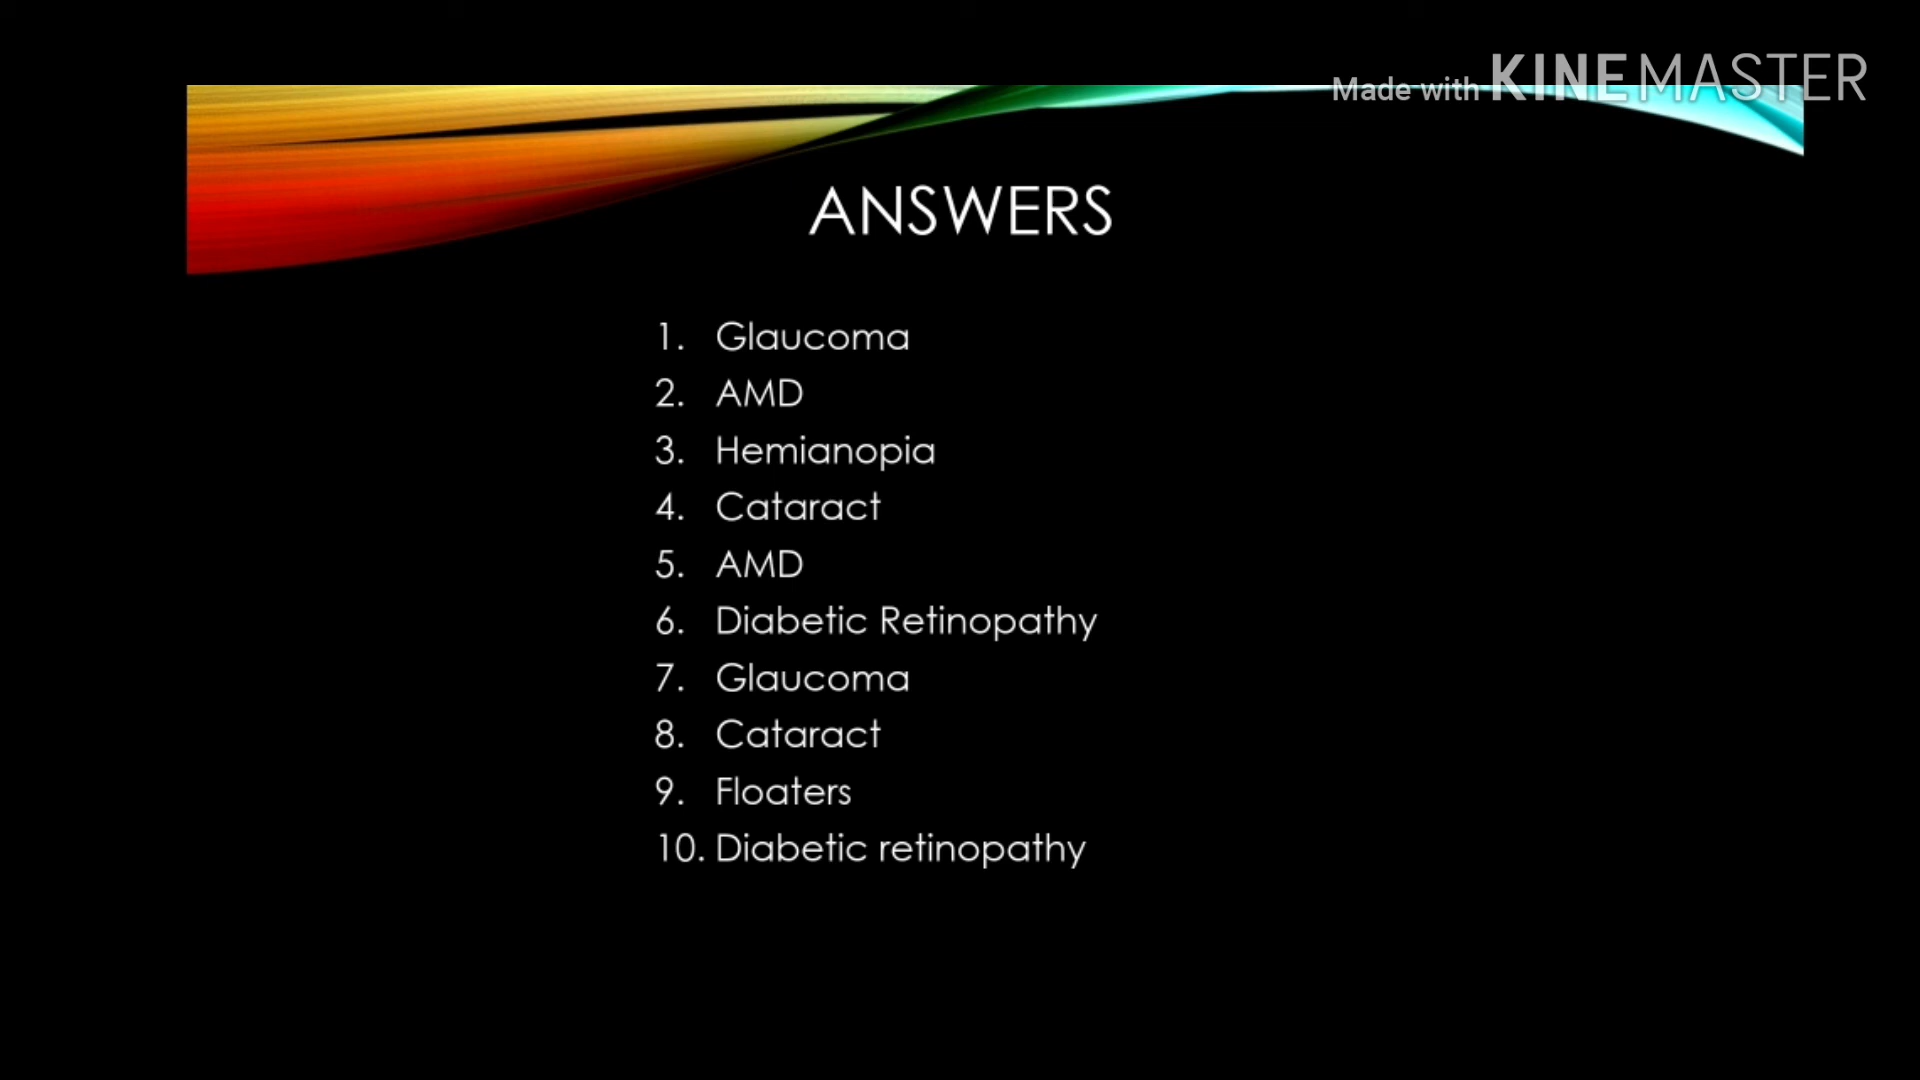 Made with KINEMASTER
ANSWERS
1. Glaucoma
2. AMD
3. Hemianopia
4. Cataract
5. AMD
6. Diabetic Retinopathy
7. Glaucoma
8. Cataract
9. Floaters
10. Diabetic retinopathy